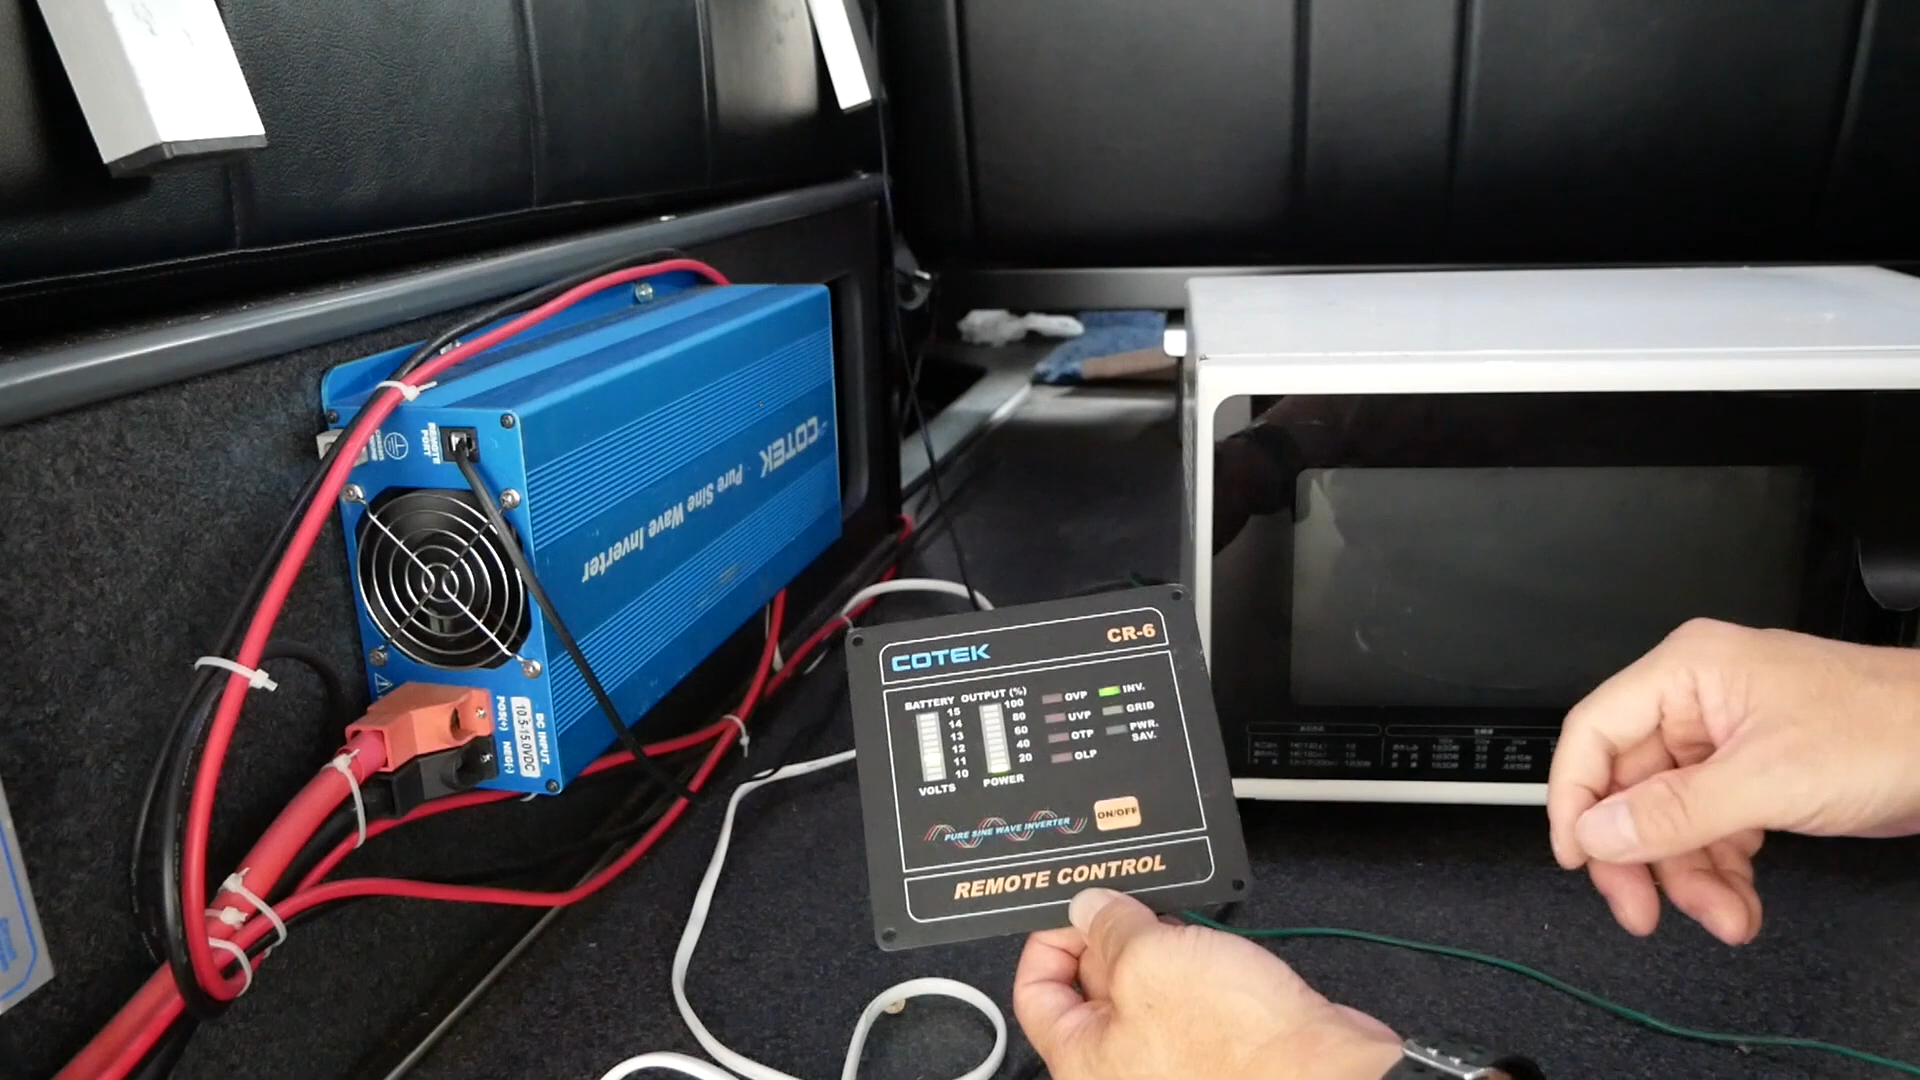 COTEK
Pure Sine Wave Inverter
REMOTE
PORT
DC INPUT
10.5-15.0VDC
POS(+) NEG(-)
COTEK
CR-6
BATTERY OUTPUT (%)
15 100
14 80
13 60
12 40
11 20
10
VOLTS POWER
OVP INV.
UVP GRID
OTP PWR.
SAV.
OLP
PURE SINE WAVE INVERTER
ON/OFF
REMOTE CONTROL